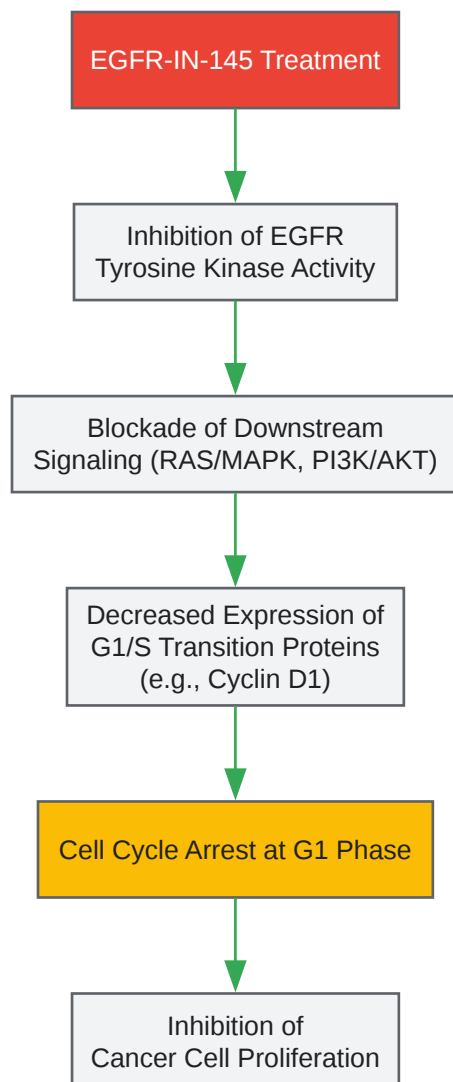 EGFR-IN-145 Treatment
Inhibition of EGFR
Tyrosine Kinase Activity
Blockade of Downstream
Signaling (RAS/MAPK, PI3K/AKT)
Decreased Expression of
G1/S Transition Proteins
(e.g., Cyclin D1)
Cell Cycle Arrest at G1 Phase
Inhibition of
Cancer Cell Proliferation